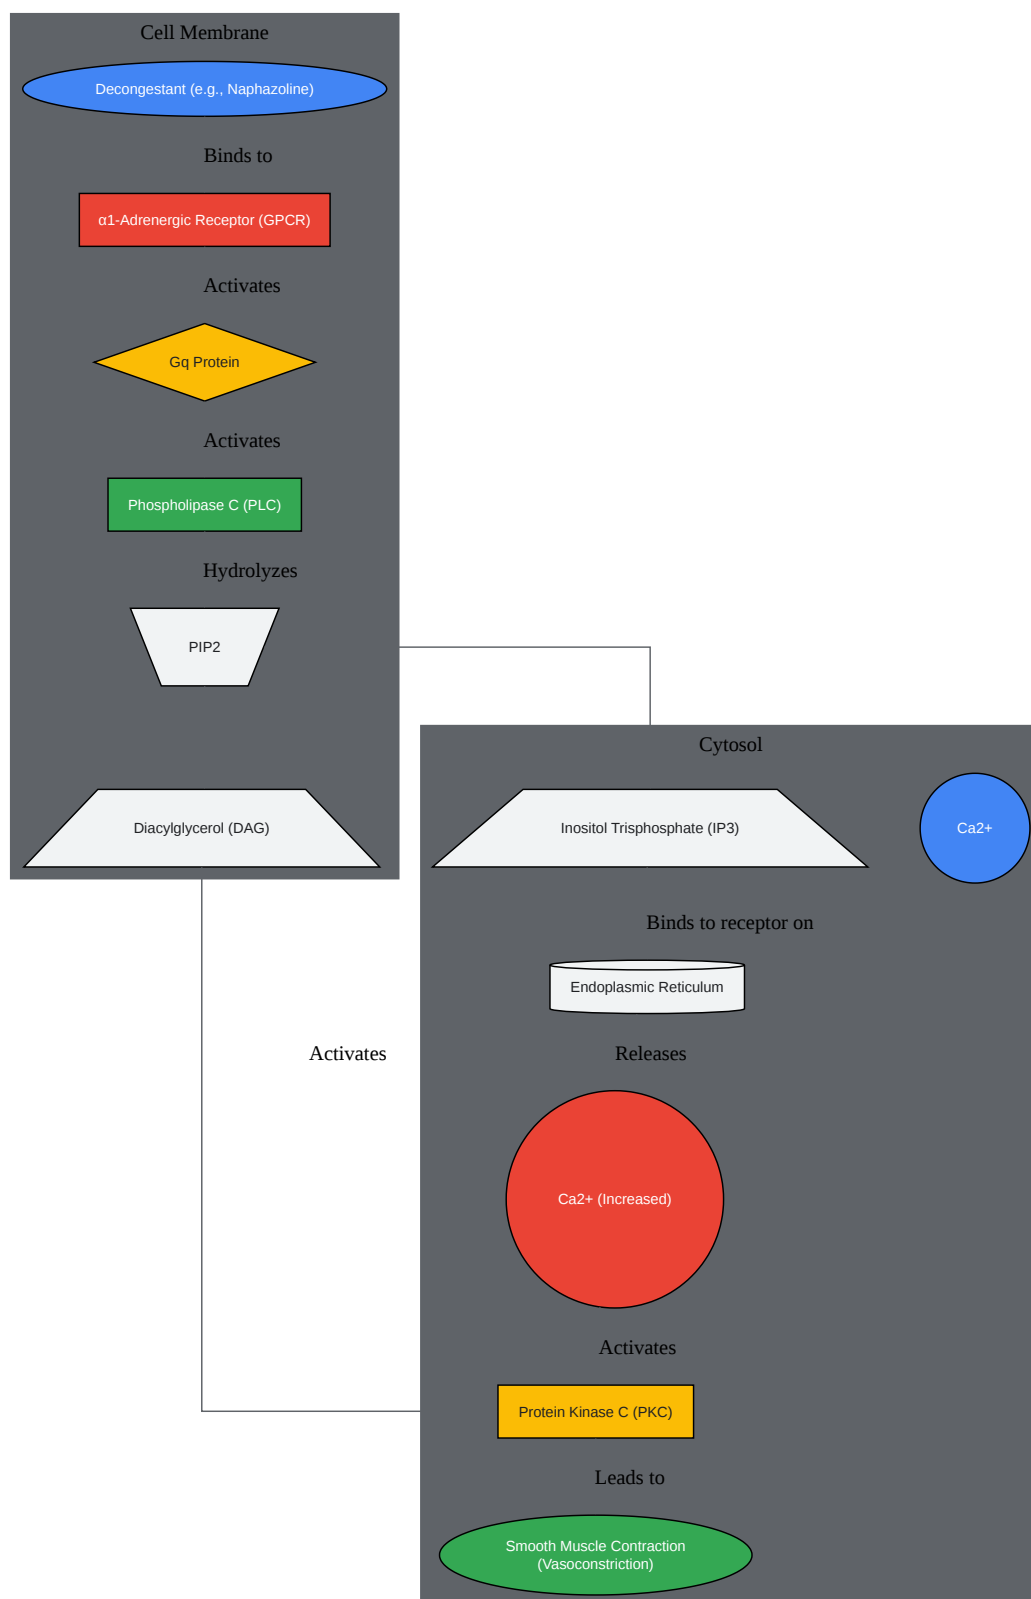 Cell Membrane
Decongestant (e.g., Naphazoline)
Binds to
α1-Adrenergic Receptor (GPCR)
Activates
Gq Protein
Activates
Phospholipase C (PLC)
Hydrolyzes
PIP2
Diacylglycerol (DAG)
Activates
Cytosol
Inositol Trisphosphate (IP3)
Ca2+
Binds to receptor on
Endoplasmic Reticulum
Releases
Ca2+ (Increased)
Activates
Protein Kinase C (PKC)
Leads to
Smooth Muscle Contraction
(Vasoconstriction)